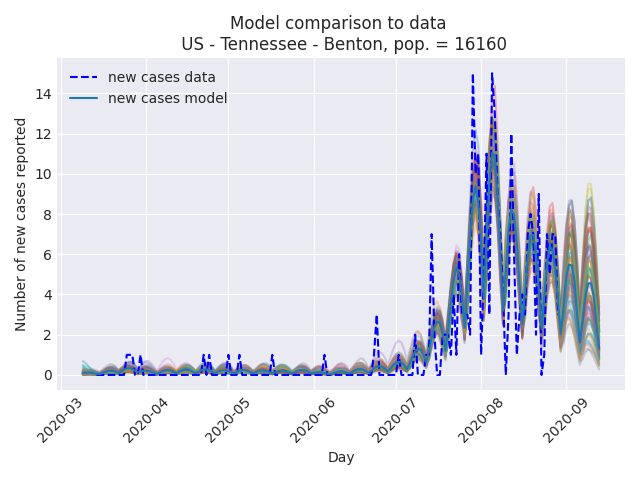 Model comparison to data
US - Tennessee - Benton, pop. = 16160
new cases data
new cases model
Number of new cases reported
14
12
10
8
6
4
2
0
2020-03
2020-04
2020-05
2020-06
2020-07
2020-08
2020-09
Day